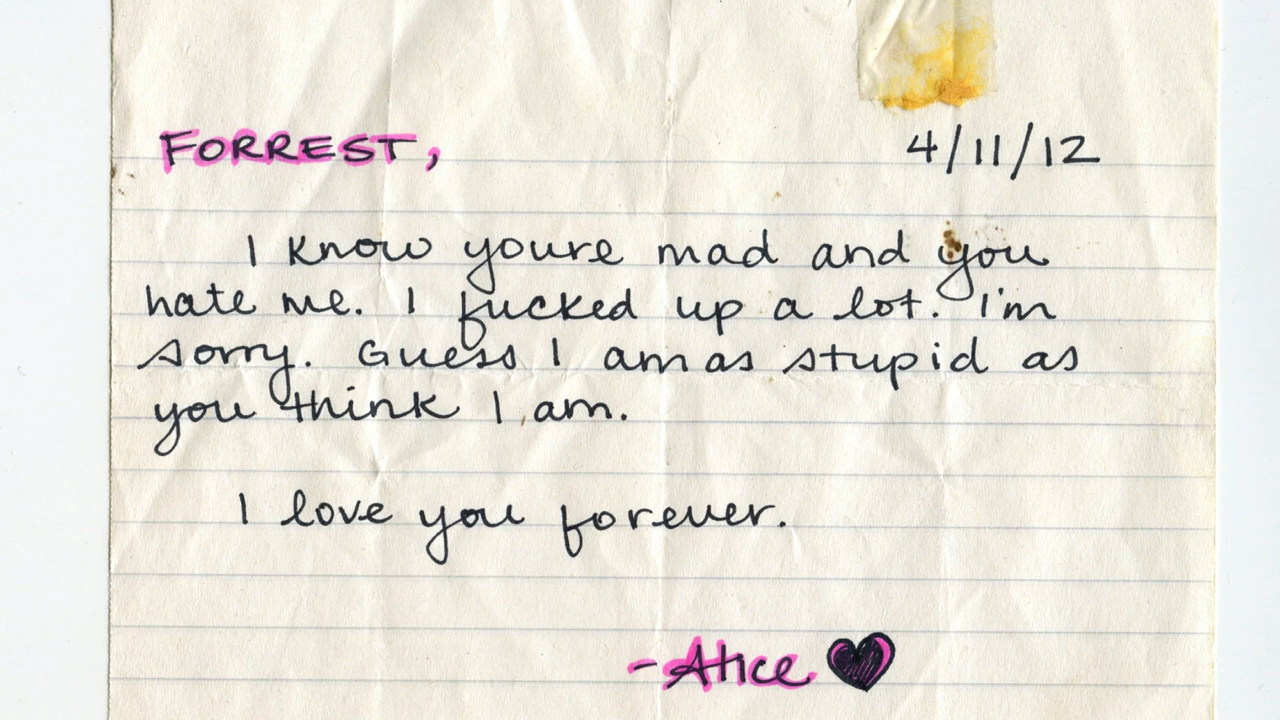 FORREST,
4/11/12
I know youre mad and you
hate me. I fucked up a lot. I'm
sorry. Guess I am as stupid as
you think I am.
I love you forever.
-Alice